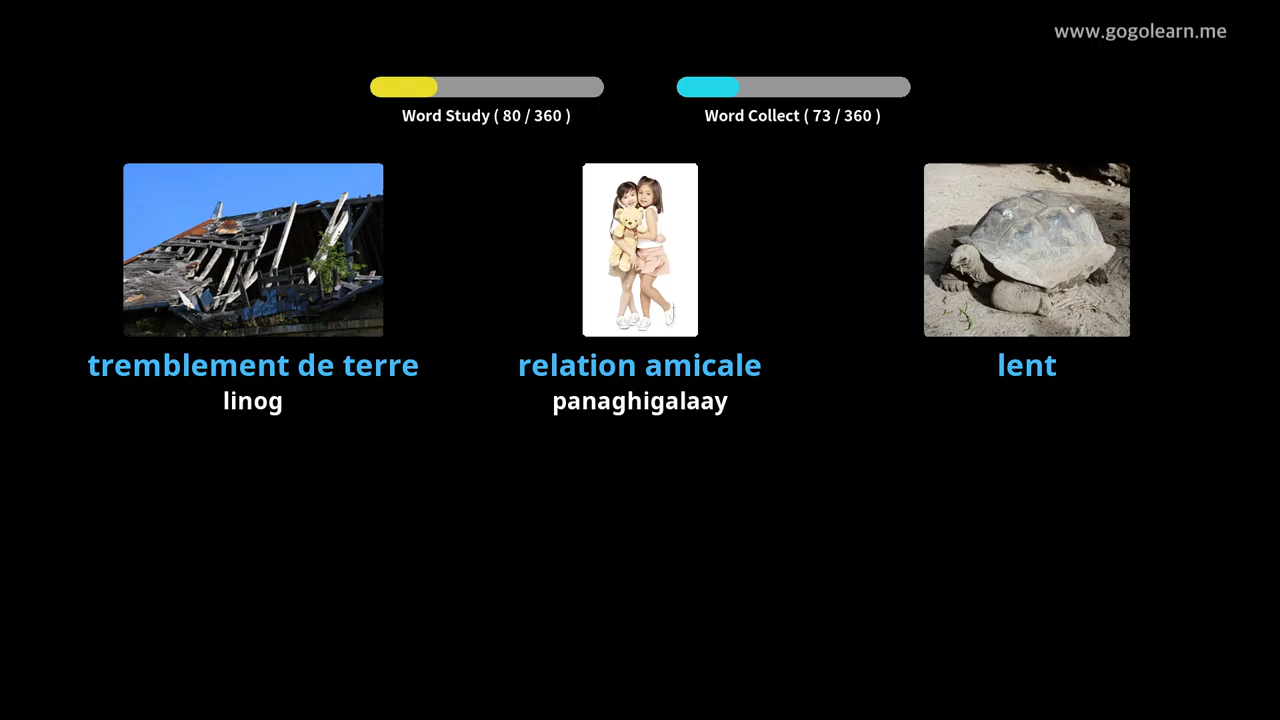 www.gogolearn.me
Word Study ( 80 / 360 )
Word Collect ( 73 / 360 )
tremblement de terre
linog
relation amicale
panaghigalaay
lent